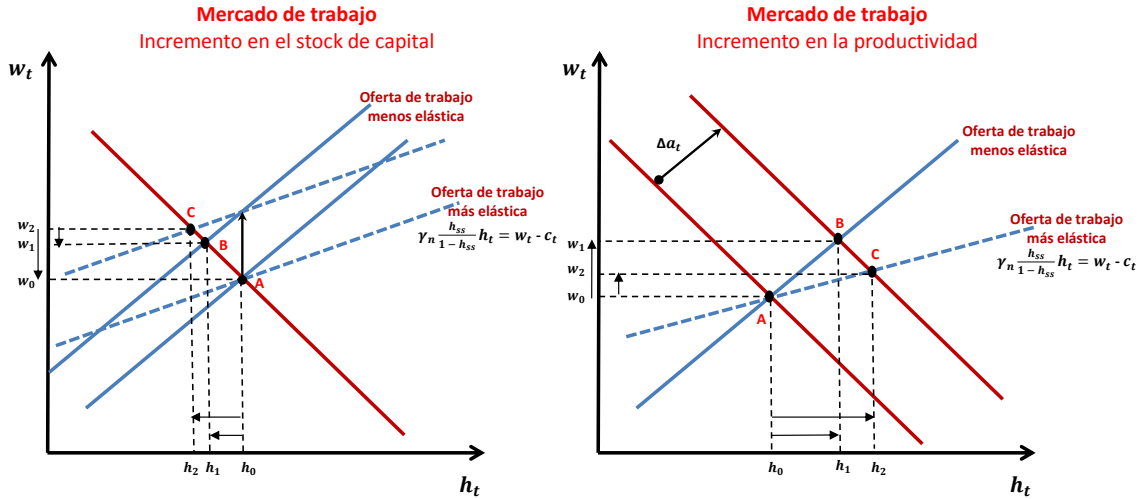 Mercado de trabajo
Incremento en el stock de capital
w_t
Oferta de trabajo
menos elástica
Oferta de trabajo
más elástica
γ_n h_ss/(1 - h_ss) h_t = w_t - c_t
C
B
A
w_2
w_1
w_0
h_2
h_1
h_0
h_t
Mercado de trabajo
Incremento en la productividad
w_t
Δa_t
Oferta de trabajo
menos elástica
Oferta de trabajo
más elástica
γ_n h_ss/(1 - h_ss) h_t = w_t - c_t
B
C
A
w_1
w_2
w_0
h_0
h_1
h_2
h_t